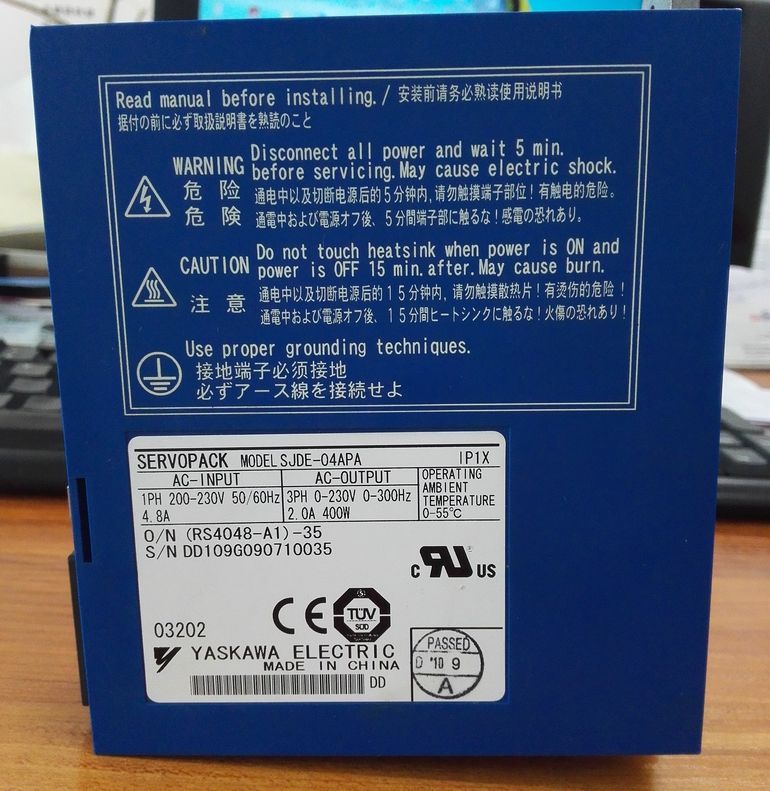 Read manual before installing. / 安装前请务必熟读使用说明书
据付の前に必ず取扱説明書を熟読のこと
WARNING Disconnect all power and wait 5 min.
before servicing. May cause electric shock.
危 险 通电中以及切断电源后的5分钟内,请勿触摸端子部位!有触电的危险。
危 険 通電中および電源オフ後、5分間端子部に触るな!感電の恐れあり。
CAUTION Do not touch heatsink when power is ON and
power is OFF 15 min. after. May cause burn.
注 意 通电中以及切断电源后的15分钟内,请勿触摸散热片!有烫伤的危险!
通電中および電源オフ後、15分間ヒートシンクに触るな!火傷の恐れあり!
Use proper grounding techniques.
接地端子必须接地
必ずアース線を接続せよ
SERVOPACK MODEL SJDE-04APA IP1X
AC-INPUT AC-OUTPUT OPERATING
AMBIENT
TEMPERATURE
0-55℃
1PH 200-230V 50/60Hz 3PH 0-230V 0-300Hz
4.8A 2.0A 400W
O/N (RS4048-A1)-35
S/N DD109G090710035
c RU US
CE TÜV
SÜD
03202
YASKAWA ELECTRIC
MADE IN CHINA
DD
PASSED
D '10 9
A